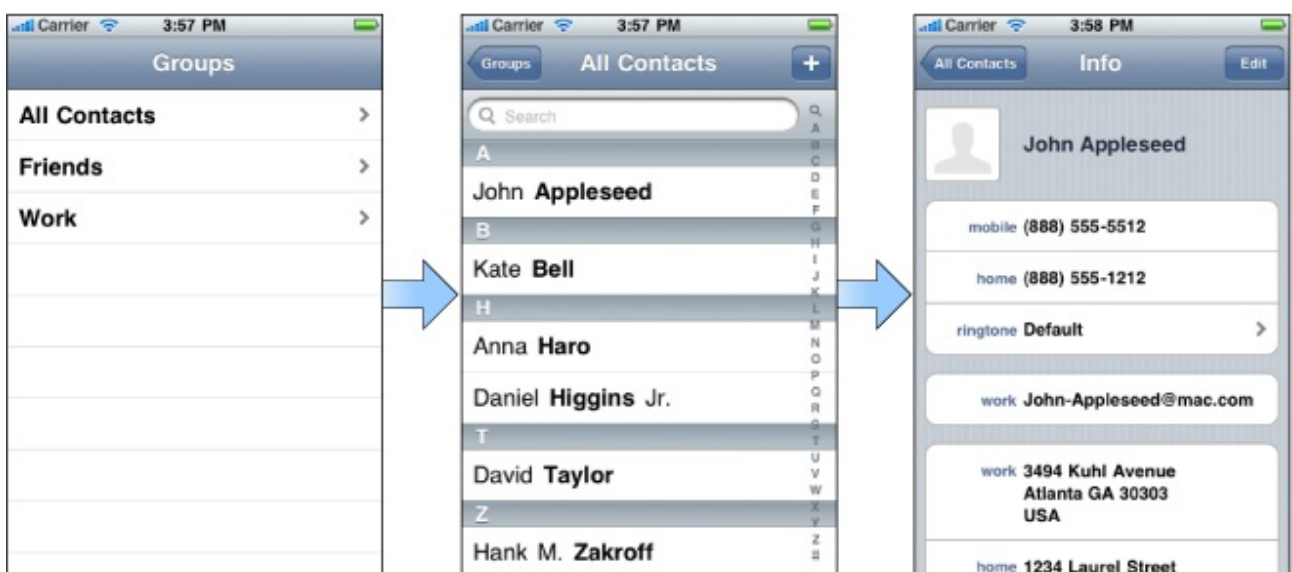 Carrier 3:57 PM
Groups
All Contacts
Friends
Work
Carrier 3:57 PM
Groups All Contacts +
Search
A
John Appleseed
B
Kate Bell
H
Anna Haro
Daniel Higgins Jr.
T
David Taylor
Z
Hank M. Zakroff
A
B
C
D
E
F
G
H
I
J
K
L
M
N
O
P
Q
R
S
T
U
V
W
X
Y
Z
#
Carrier 3:58 PM
All Contacts Info Edit
John Appleseed
mobile (888) 555-5512
home (888) 555-1212
ringtone Default
work John-Appleseed@mac.com
work 3494 Kuhl Avenue
Atlanta GA 30303
USA
home 1234 Laurel Street